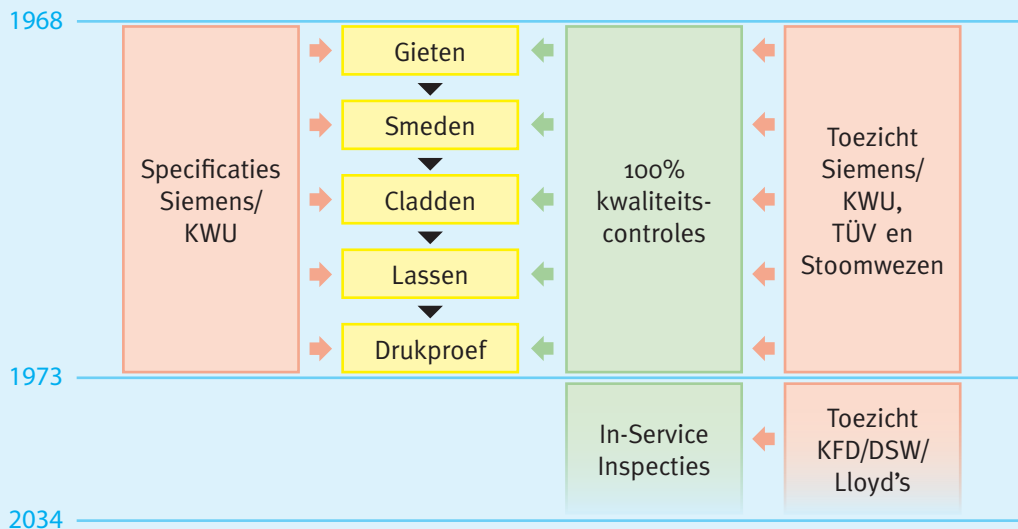 1968
Specificaties
Siemens/
KWU
Gieten
Smeden
Cladden
Lassen
Drukproef
100%
kwaliteits-
controles
Toezicht
Siemens/
KWU,
TÜV en
Stoomwezen
1973
In-Service
Inspecties
Toezicht
KFD/DSW/
Lloyd's
2034